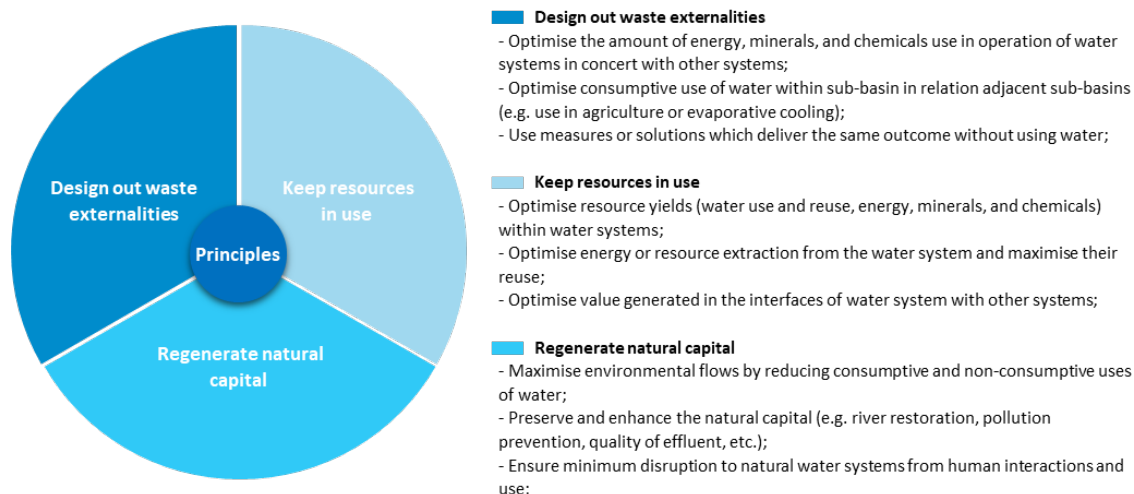 Design out waste
externalities
Keep resources
in use
Principles
Regenerate natural
capital
Design out waste externalities
- Optimise the amount of energy, minerals, and chemicals use in operation of water
systems in concert with other systems;
- Optimise consumptive use of water within sub-basin in relation adjacent sub-basins
(e.g. use in agriculture or evaporative cooling);
- Use measures or solutions which deliver the same outcome without using water;
Keep resources in use
- Optimise resource yields (water use and reuse, energy, minerals, and chemicals)
within water systems;
- Optimise energy or resource extraction from the water system and maximise their
reuse;
- Optimise value generated in the interfaces of water system with other systems;
Regenerate natural capital
- Maximise environmental flows by reducing consumptive and non-consumptive uses
of water;
- Preserve and enhance the natural capital (e.g. river restoration, pollution
prevention, quality of effluent, etc.);
- Ensure minimum disruption to natural water systems from human interactions and
use;